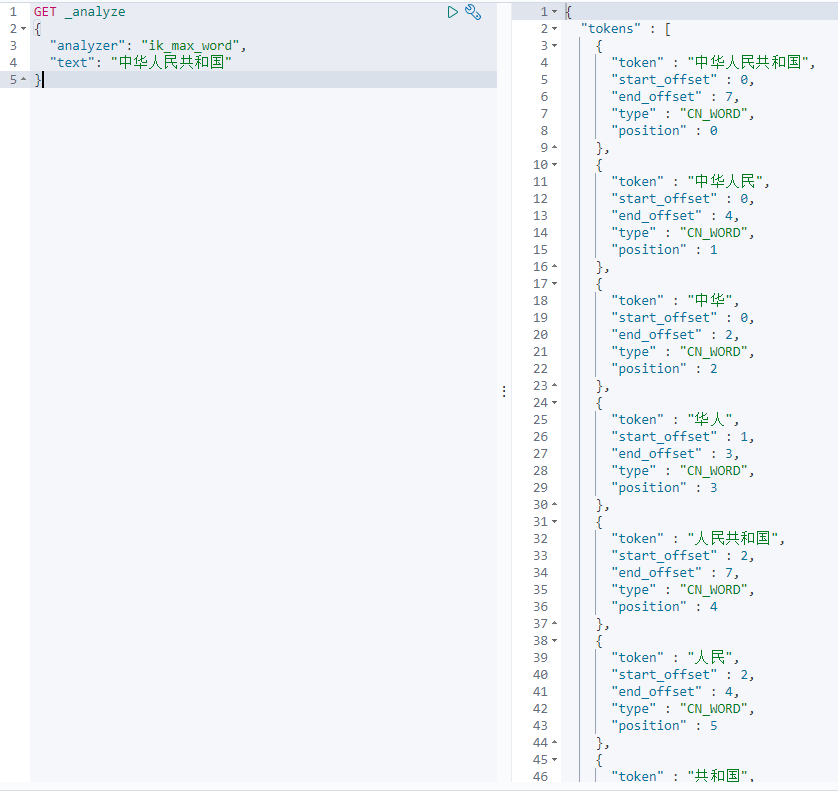 1 GET _analyze
2 {
3 "analyzer": "ik_max_word",
4 "text": "中华人民共和国"
5 }
1 {
2 "tokens" : [
3 {
4 "token" : "中华人民共和国",
5 "start_offset" : 0,
6 "end_offset" : 7,
7 "type" : "CN_WORD",
8 "position" : 0
9 },
10 {
11 "token" : "中华人民",
12 "start_offset" : 0,
13 "end_offset" : 4,
14 "type" : "CN_WORD",
15 "position" : 1
16 },
17 {
18 "token" : "中华",
19 "start_offset" : 0,
20 "end_offset" : 2,
21 "type" : "CN_WORD",
22 "position" : 2
23 },
24 {
25 "token" : "华人",
26 "start_offset" : 1,
27 "end_offset" : 3,
28 "type" : "CN_WORD",
29 "position" : 3
30 },
31 {
32 "token" : "人民共和国",
33 "start_offset" : 2,
34 "end_offset" : 7,
35 "type" : "CN_WORD",
36 "position" : 4
37 },
38 {
39 "token" : "人民",
40 "start_offset" : 2,
41 "end_offset" : 4,
42 "type" : "CN_WORD",
43 "position" : 5
44 },
45 {
46 "token" : "共和国",